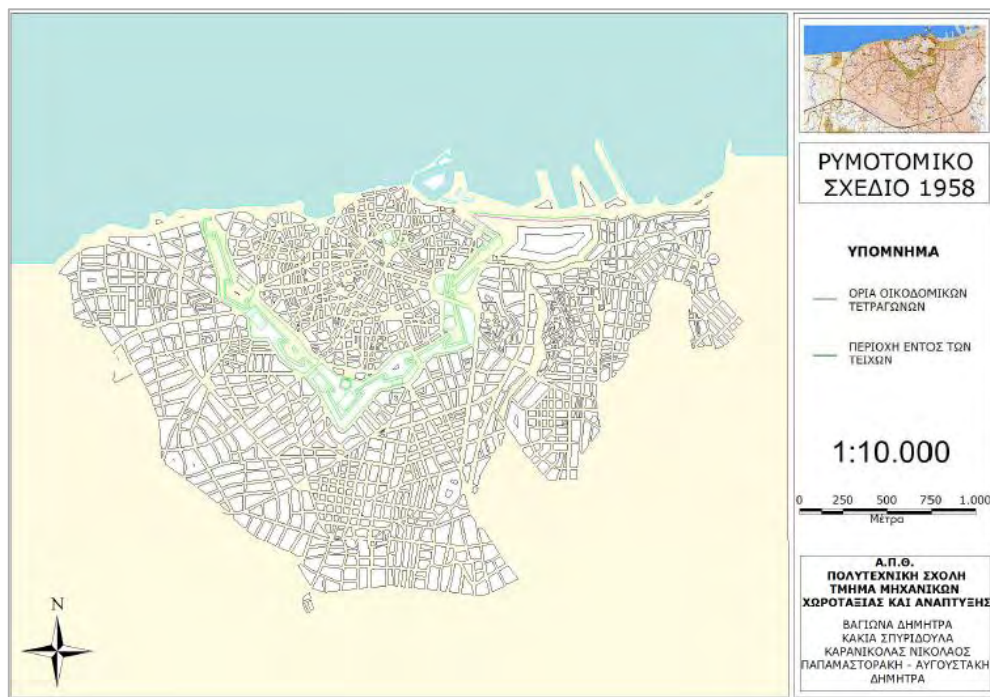 ΡΥΜΟΤΟΜΙΚΟ
ΣΧΕΔΙΟ 1958
ΥΠΟΜΝΗΜΑ
ΟΡΙΑ ΟΙΚΟΔΟΜΙΚΩΝ
ΤΕΤΡΑΓΩΝΩΝ
ΠΕΡΙΟΧΗ ΕΝΤΟΣ ΤΩΝ
ΤΕΙΧΩΝ
1:10.000
0 250 500 750 1.000
Μέτρα
Α.Π.Θ.
ΠΟΛΥΤΕΧΝΙΚΗ ΣΧΟΛΗ
ΤΜΗΜΑ ΜΗΧΑΝΙΚΩΝ
ΧΩΡΟΤΑΞΙΑΣ ΚΑΙ ΑΝΑΠΤΥΞΗΣ
ΒΑΓΙΩΝΑ ΔΗΜΗΤΡΑ
ΚΑΚΙΑ ΣΠΥΡΙΔΟΥΛΑ
ΚΑΡΑΝΙΚΟΛΑΣ ΝΙΚΟΛΑΟΣ
ΠΑΠΑΜΑΣΤΟΡΑΚΗ - ΑΥΓΟΥΣΤΑΚΗ
ΔΗΜΗΤΡΑ
N